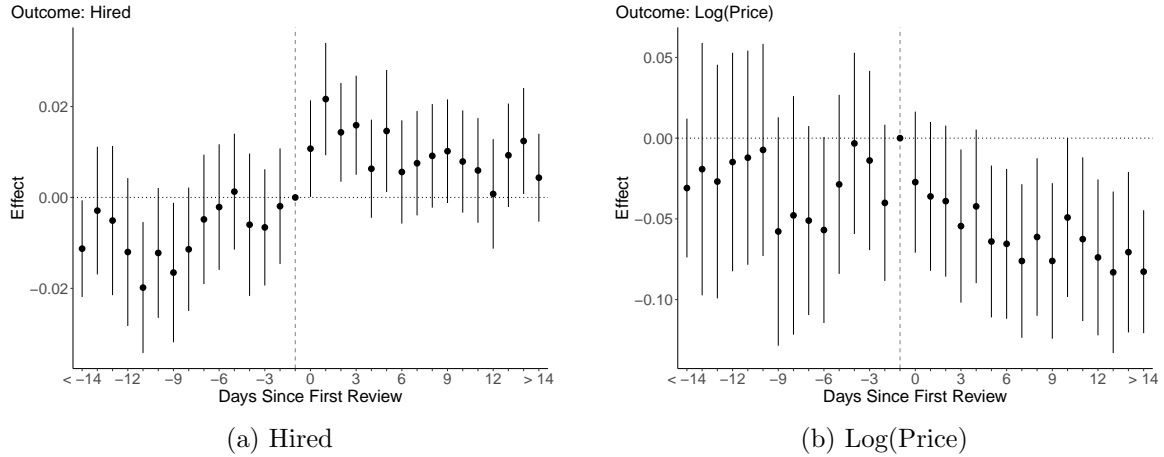 Outcome: Hired
0.02
0.00
−0.02
Effect
< −14 −12 −9 −6 −3 0 3 6 9 12 > 14
Days Since First Review
(a) Hired
Outcome: Log(Price)
0.05
0.00
−0.05
−0.10
Effect
< −14 −12 −9 −6 −3 0 3 6 9 12 > 14
Days Since First Review
(b) Log(Price)